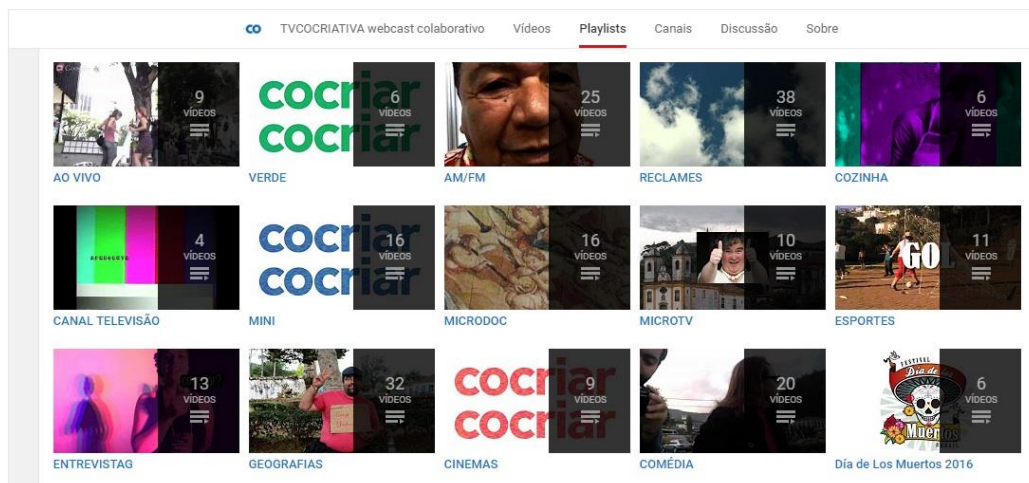 co TVCOCRIATIVA webcast colaborativo Vídeos Playlists Canais Discussão Sobre
9 VÍDEOS
cocriar
cocriar
6 VÍDEOS
25 VÍDEOS
38 VÍDEOS
6 VÍDEOS
AO VIVO VERDE AM/FM RECLAMES COZINHA
4 VÍDEOS
cocriar
cocriar
16 VÍDEOS
16 VÍDEOS
10 VÍDEOS
GOL
11 VÍDEOS
CANAL TELEVISÃO MINI MICRODOC MICROTV ESPORTES
13 VÍDEOS
32 VÍDEOS
cocriar
cocriar
9 VÍDEOS
20 VÍDEOS
FESTIVAL
Día de los
Muertos
6 VÍDEOS
ENTREVISTAG GEOGRAFIAS CINEMAS COMÉDIA Día de Los Muertos 2016